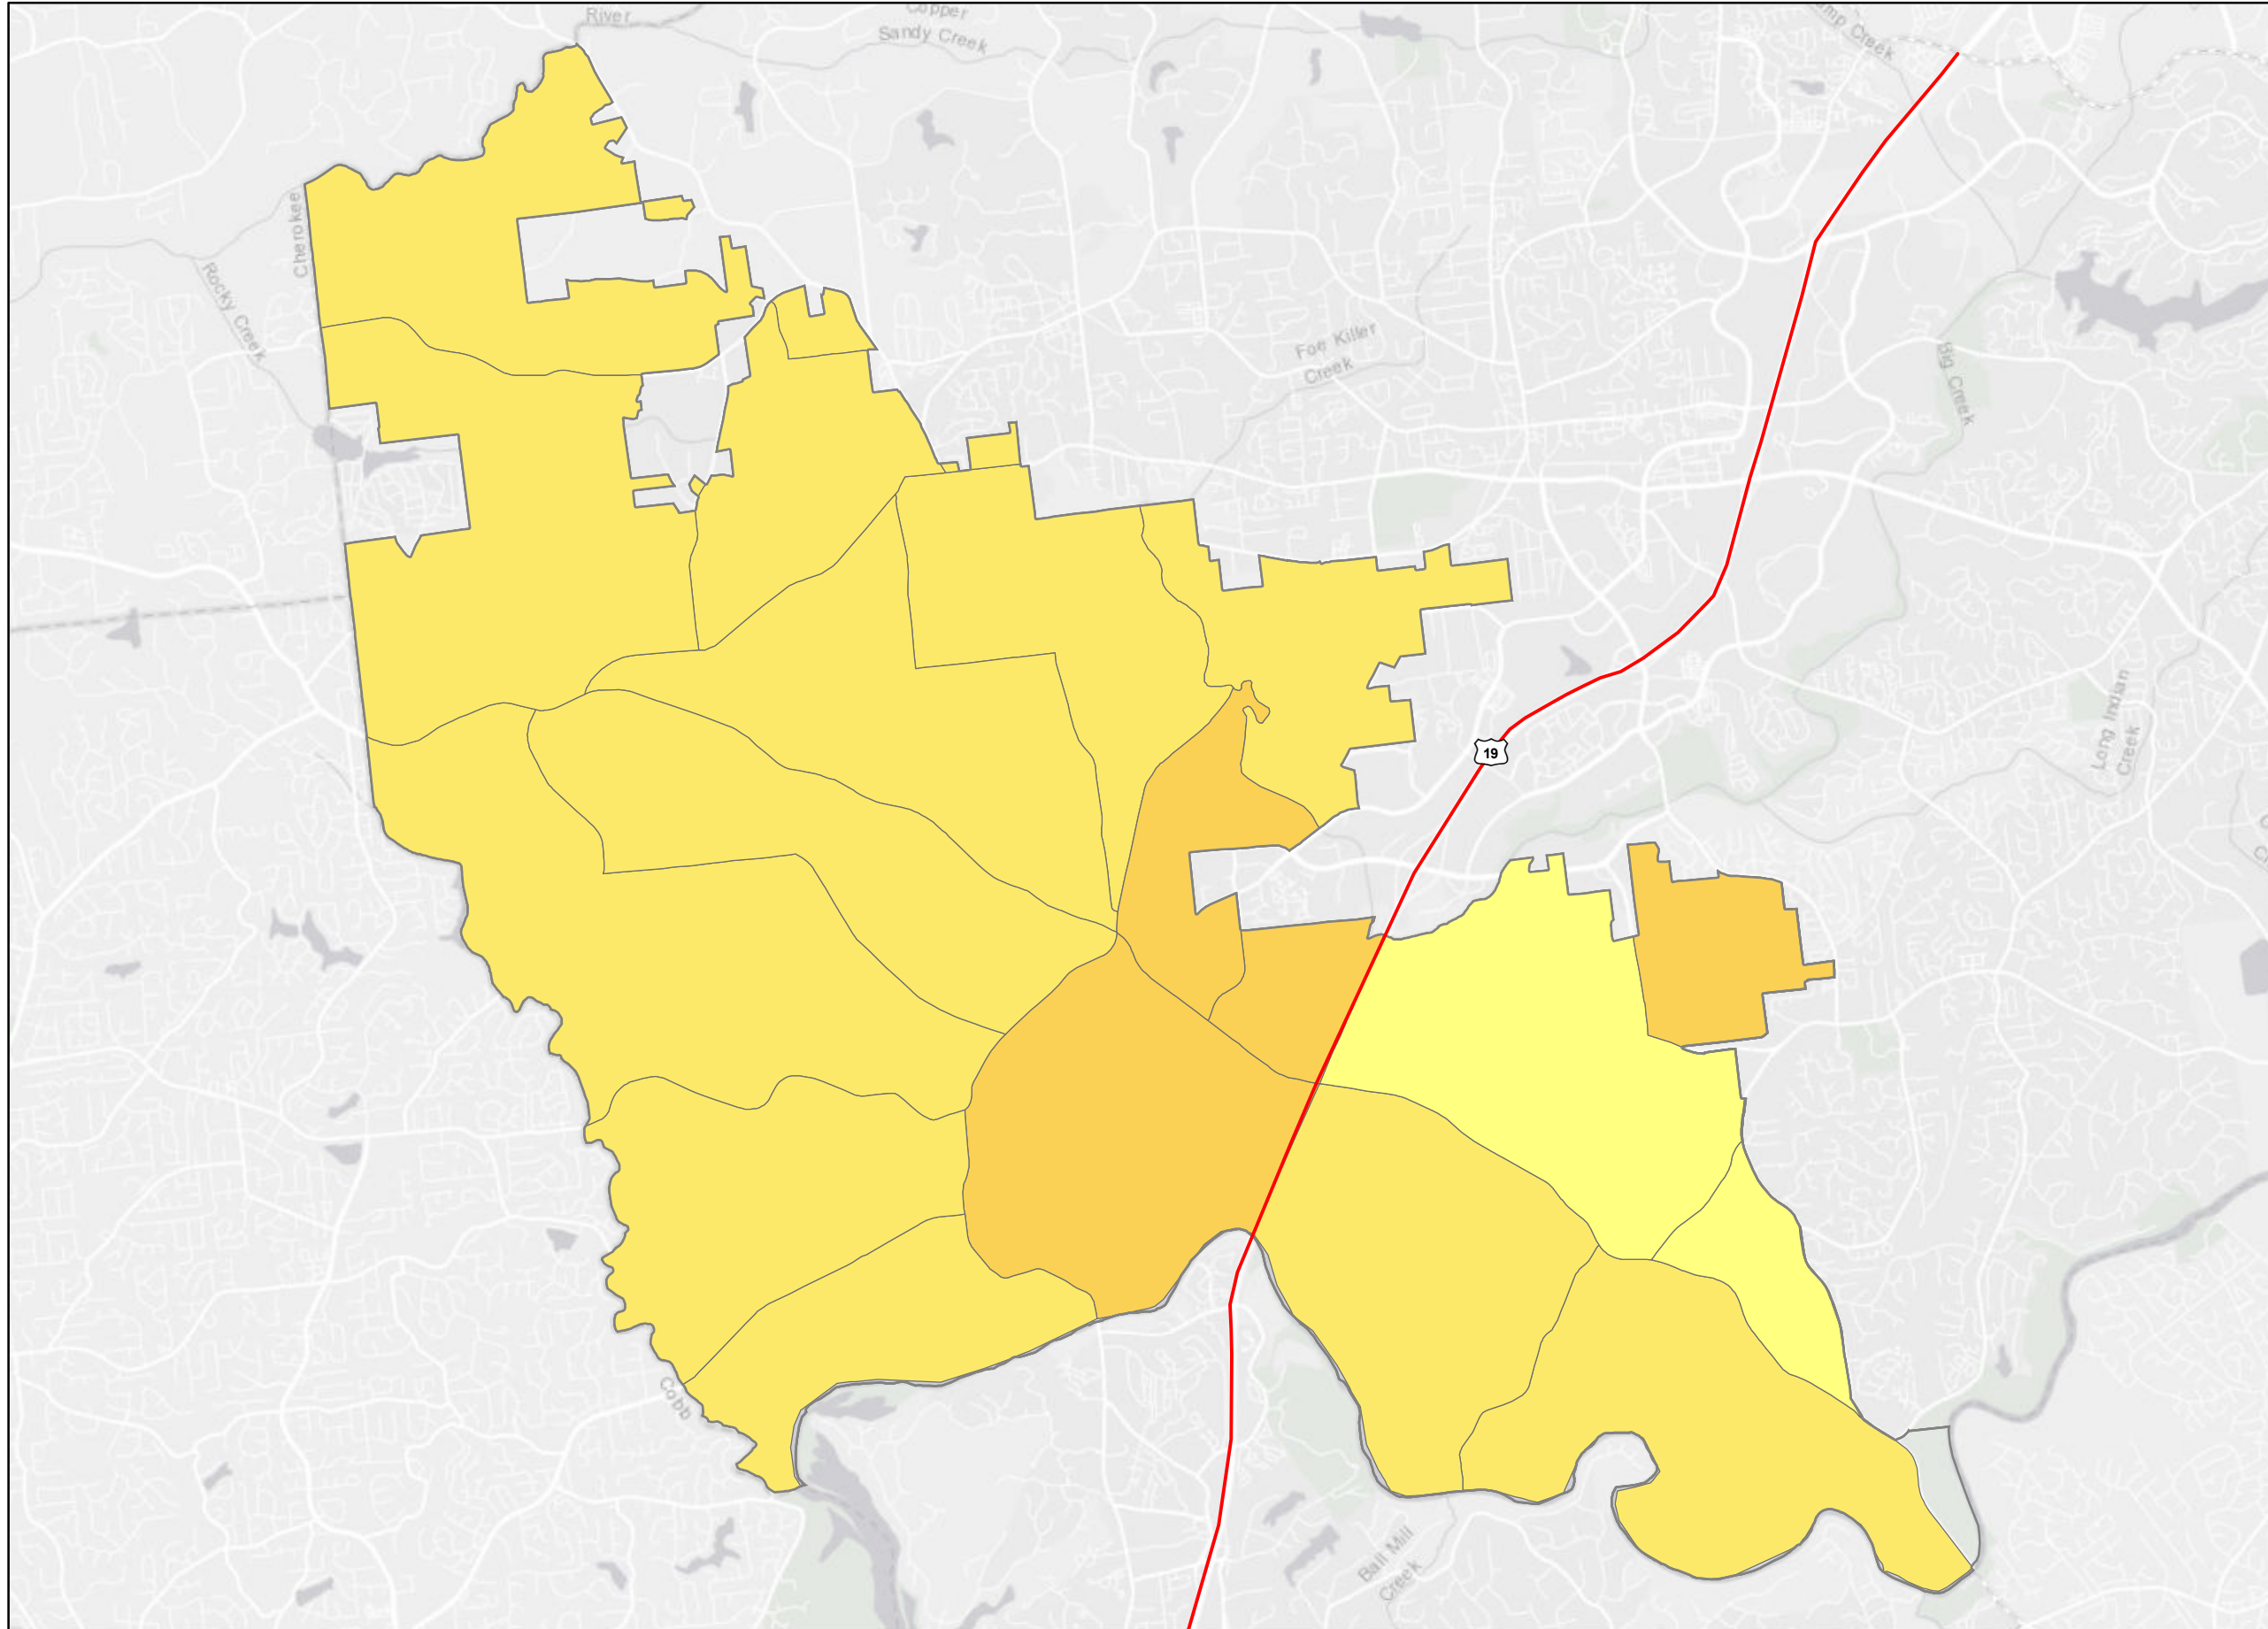 River
Copper
Sandy Creek
Cherokee
Rocky Creek
Foe Killer
Creek
Big Creek
Long Indian
Creek
19
Cobb
Ball Mill
Creek